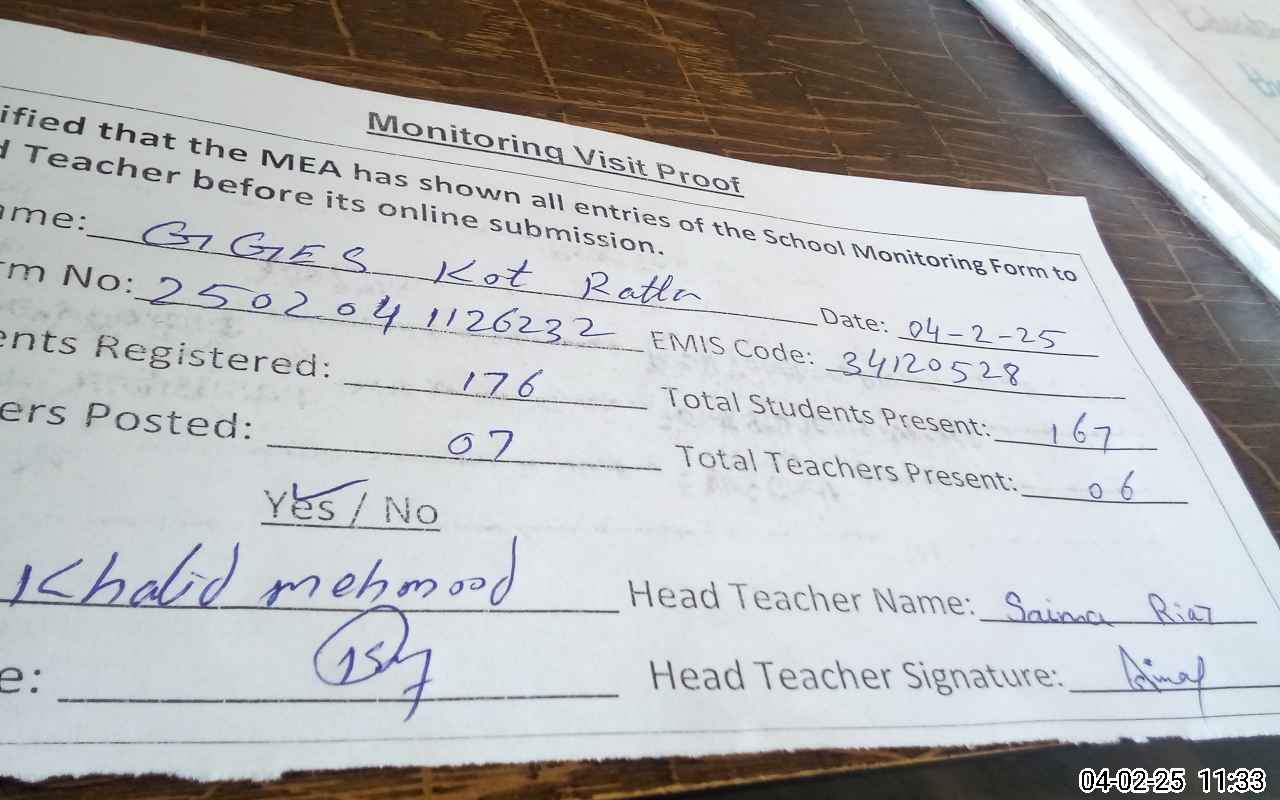 Monitoring Visit Proof
ified that the MEA has shown all entries of the School Monitoring Form to
d Teacher before its online submission.
ame: GGES Kot Ratta Date: 04-2-25
rm No: 2502041126232 EMIS Code: 34120528
ents Registered: 176 Total Students Present: 167
ers Posted: 07 Total Teachers Present: 06
Yes / No
Khalid mehmood Head Teacher Name: Saima Riaz
e: Head Teacher Signature:
04-02-25 11:33